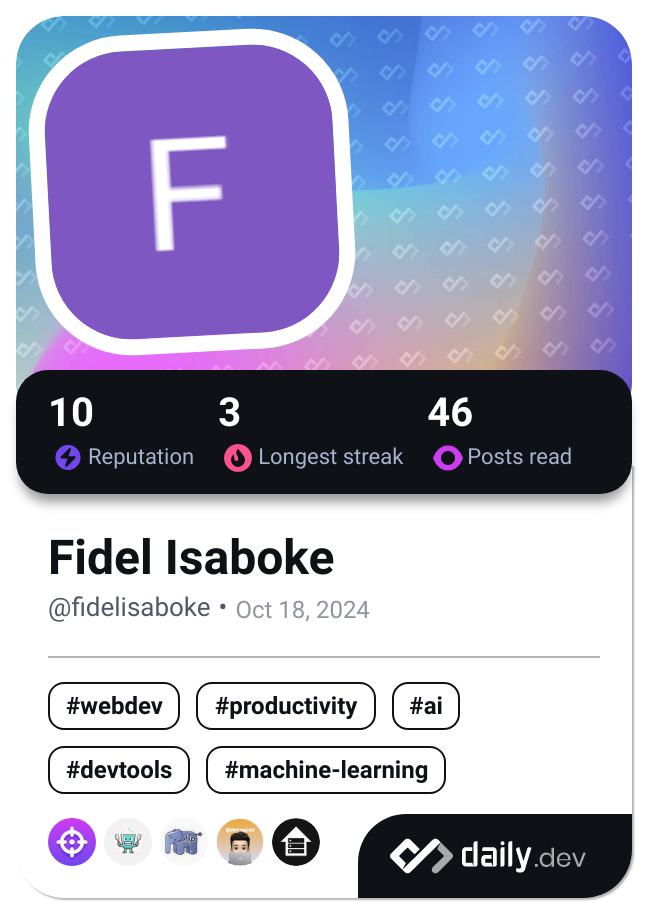 F
10 3 46
Reputation Longest streak Posts read
Fidel Isaboke
@fidelisaboke • Oct 18, 2024
#webdev #productivity #ai
#devtools #machine-learning
php
daily.dev